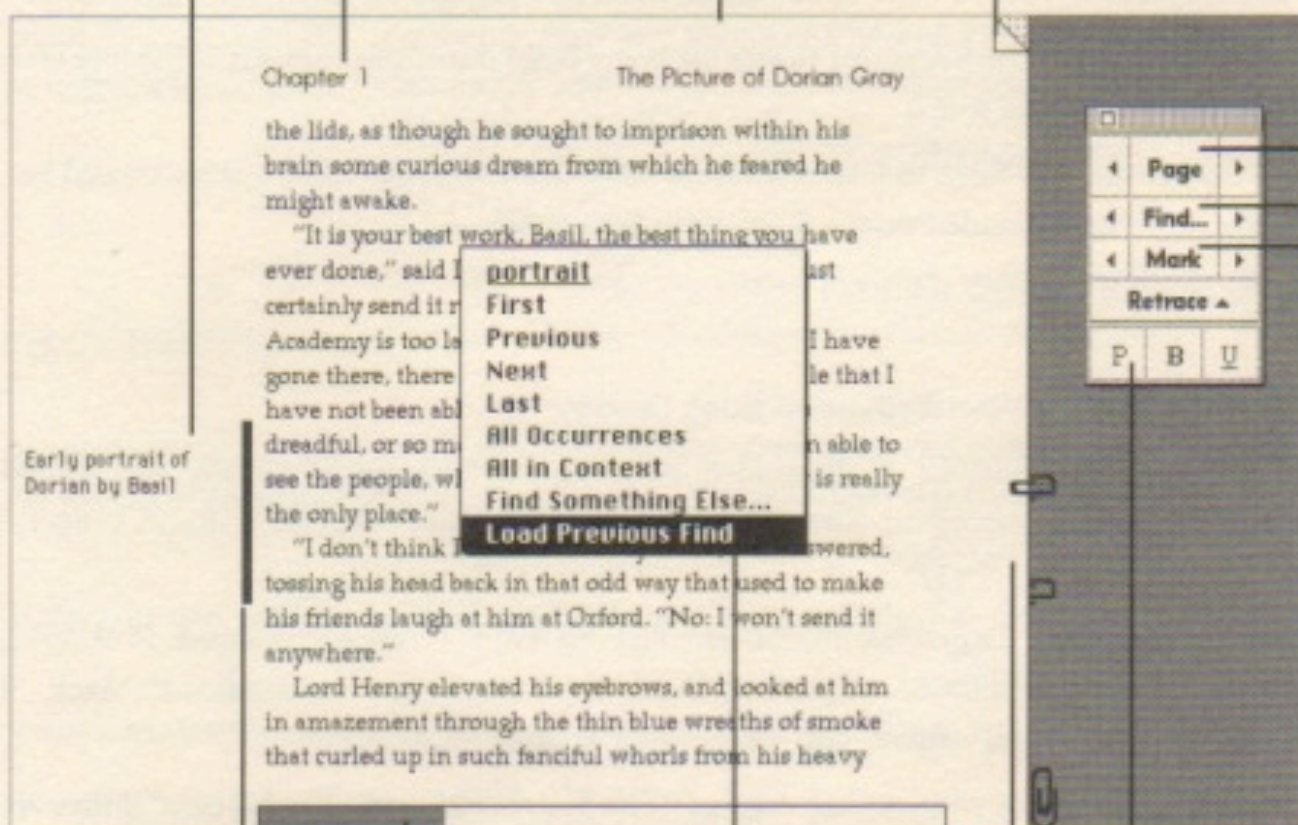 Chapter 1 The Picture of Dorian Gray
the lids, as though he sought to imprison within his
brain some curious dream from which he feared he
might awake.
"It is your best work, Basil, the best thing you have
ever done," said
certainly send it
Academy is too I have
gone there, there that I
have not been
dreadful, or so able to
see the people, is really
the only place."
"I don't think
tossing his head back in that odd way that used to make
his friends laugh at him at Oxford. "No: I won't send it
anywhere."
Lord Henry elevated his eyebrows, and looked at him
in amazement through the thin blue wreaths of smoke
that curled up in such fanciful whorls from his heavy
portrait
First
Previous
Next
Last
All Occurrences
All in Context
Find Something Else...
Load Previous Find
Early portrait of
Dorian by Basil
Page
Find...
Mark
Retrace
P B U